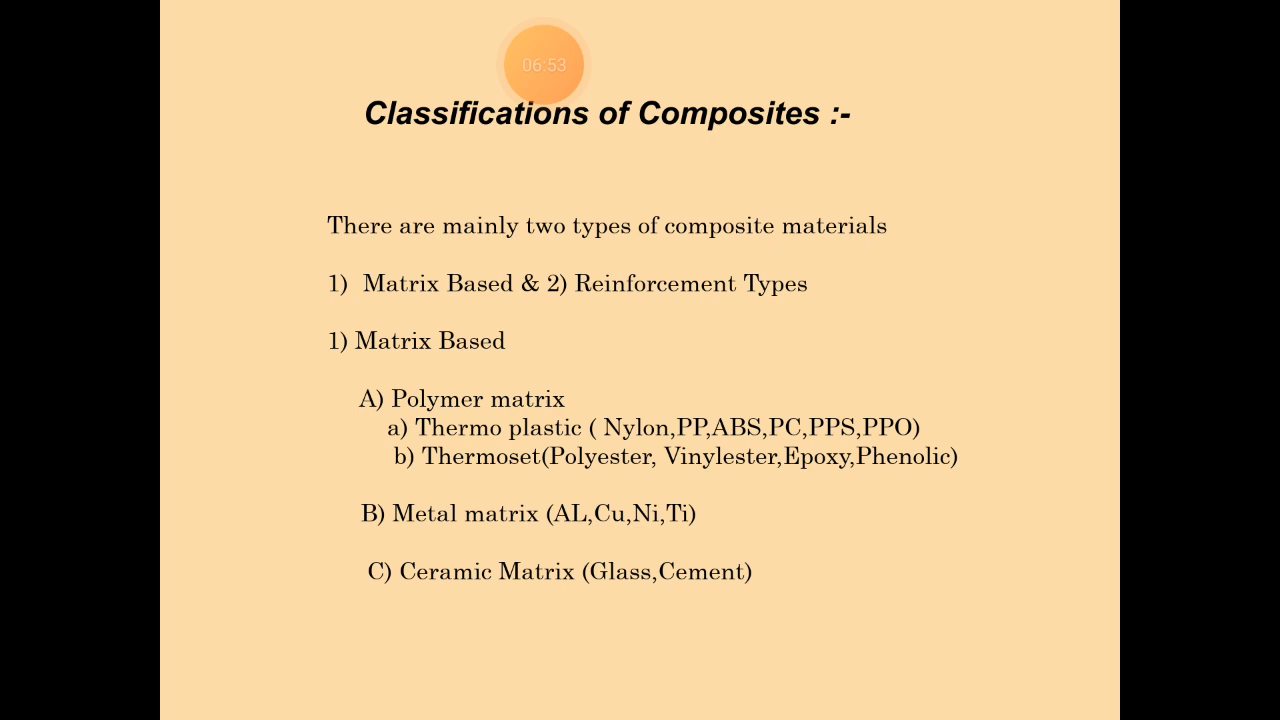 06:53
Classifications of Composites :-
There are mainly two types of composite materials
1) Matrix Based & 2) Reinforcement Types
1) Matrix Based
A) Polymer matrix
a) Thermo plastic ( Nylon,PP,ABS,PC,PPS,PPO)
b) Thermoset(Polyester, Vinylester,Epoxy,Phenolic)
B) Metal matrix (AL,Cu,Ni,Ti)
C) Ceramic Matrix (Glass,Cement)